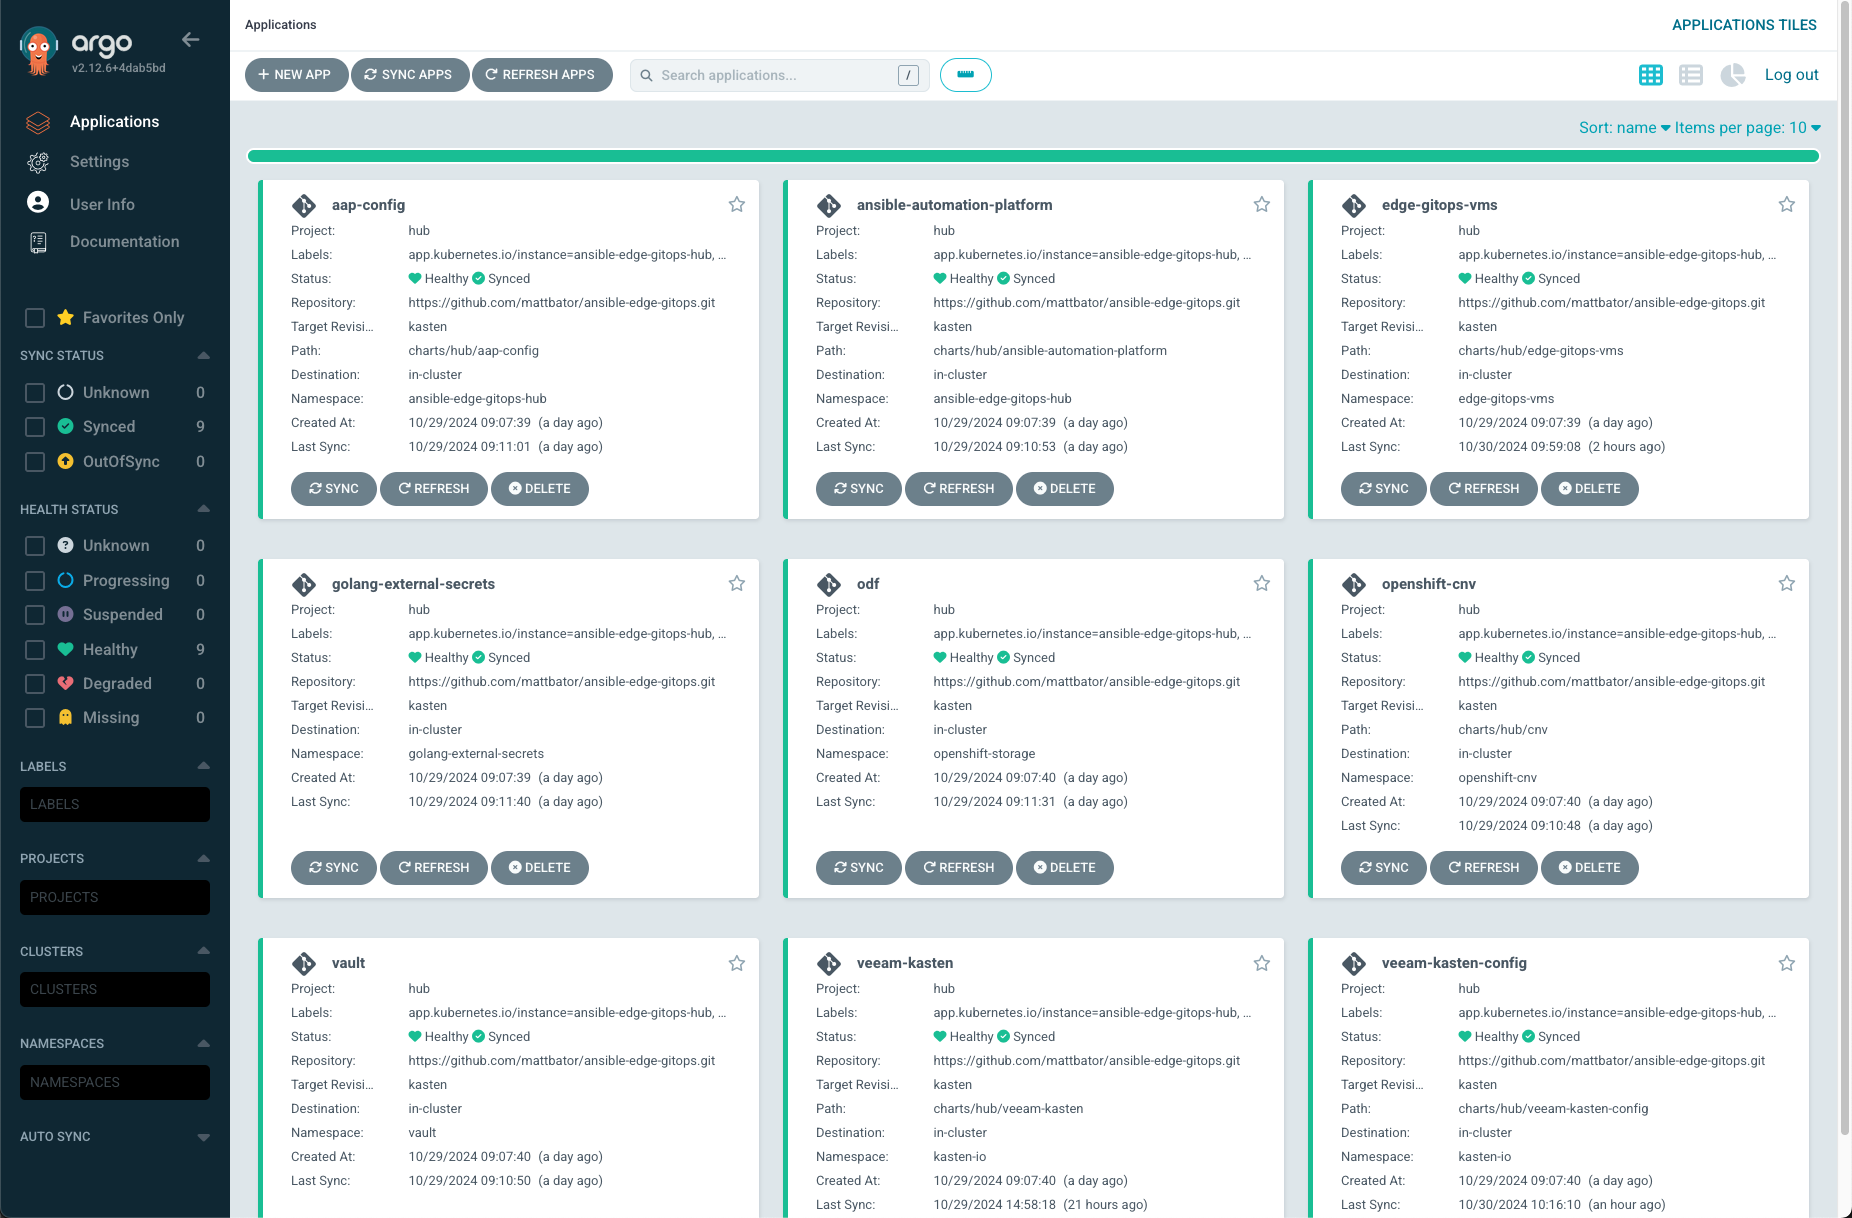 argo
v2.12.6+4dab5bd
Applications
Settings
User Info
Documentation
Favorites Only
SYNC STATUS
Unknown 0
Synced 9
OutOfSync 0
HEALTH STATUS
Unknown 0
Progressing 0
Suspended 0
Healthy 9
Degraded 0
Missing 0
LABELS
LABELS
PROJECTS
PROJECTS
CLUSTERS
CLUSTERS
NAMESPACES
NAMESPACES
AUTO SYNC
Applications
APPLICATIONS TILES
NEW APP SYNC APPS REFRESH APPS Search applications... / Log out
Sort: name Items per page: 10
aap-config
Project: hub
Labels: app.kubernetes.io/instance=ansible-edge-gitops-hub, ...
Status: Healthy Synced
Repository: https://github.com/mattbator/ansible-edge-gitops.git
Target Revisi... kasten
Path: charts/hub/aap-config
Destination: in-cluster
Namespace: ansible-edge-gitops-hub
Created At: 10/29/2024 09:07:39 (a day ago)
Last Sync: 10/29/2024 09:11:01 (a day ago)
SYNC REFRESH DELETE
ansible-automation-platform
Project: hub
Labels: app.kubernetes.io/instance=ansible-edge-gitops-hub, ...
Status: Healthy Synced
Repository: https://github.com/mattbator/ansible-edge-gitops.git
Target Revisi... kasten
Path: charts/hub/ansible-automation-platform
Destination: in-cluster
Namespace: ansible-edge-gitops-hub
Created At: 10/29/2024 09:07:39 (a day ago)
Last Sync: 10/29/2024 09:10:53 (a day ago)
SYNC REFRESH DELETE
edge-gitops-vms
Project: hub
Labels: app.kubernetes.io/instance=ansible-edge-gitops-hub, ...
Status: Healthy Synced
Repository: https://github.com/mattbator/ansible-edge-gitops.git
Target Revisi... kasten
Path: charts/hub/edge-gitops-vms
Destination: in-cluster
Namespace: edge-gitops-vms
Created At: 10/29/2024 09:07:39 (a day ago)
Last Sync: 10/30/2024 09:59:08 (2 hours ago)
SYNC REFRESH DELETE
golang-external-secrets
Project: hub
Labels: app.kubernetes.io/instance=ansible-edge-gitops-hub, ...
Status: Healthy Synced
Repository: https://github.com/mattbator/ansible-edge-gitops.git
Target Revisi... kasten
Destination: in-cluster
Namespace: golang-external-secrets
Created At: 10/29/2024 09:07:39 (a day ago)
Last Sync: 10/29/2024 09:11:40 (a day ago)
SYNC REFRESH DELETE
odf
Project: hub
Labels: app.kubernetes.io/instance=ansible-edge-gitops-hub, ...
Status: Healthy Synced
Repository: https://github.com/mattbator/ansible-edge-gitops.git
Target Revisi... kasten
Destination: in-cluster
Namespace: openshift-storage
Created At: 10/29/2024 09:07:40 (a day ago)
Last Sync: 10/29/2024 09:11:31 (a day ago)
SYNC REFRESH DELETE
openshift-cnv
Project: hub
Labels: app.kubernetes.io/instance=ansible-edge-gitops-hub, ...
Status: Healthy Synced
Repository: https://github.com/mattbator/ansible-edge-gitops.git
Target Revisi... kasten
Path: charts/hub/cnv
Destination: in-cluster
Namespace: openshift-cnv
Created At: 10/29/2024 09:07:40 (a day ago)
Last Sync: 10/29/2024 09:10:48 (a day ago)
SYNC REFRESH DELETE
vault
Project: hub
Labels: app.kubernetes.io/instance=ansible-edge-gitops-hub, ...
Status: Healthy Synced
Repository: https://github.com/mattbator/ansible-edge-gitops.git
Target Revisi... kasten
Destination: in-cluster
Namespace: vault
Created At: 10/29/2024 09:07:40 (a day ago)
Last Sync: 10/29/2024 09:10:50 (a day ago)
veeam-kasten
Project: hub
Labels: app.kubernetes.io/instance=ansible-edge-gitops-hub, ...
Status: Healthy Synced
Repository: https://github.com/mattbator/ansible-edge-gitops.git
Target Revisi... kasten
Path: charts/hub/veeam-kasten
Destination: in-cluster
Namespace: kasten-io
Created At: 10/29/2024 09:07:40 (a day ago)
Last Sync: 10/29/2024 14:58:18 (21 hours ago)
veeam-kasten-config
Project: hub
Labels: app.kubernetes.io/instance=ansible-edge-gitops-hub, ...
Status: Healthy Synced
Repository: https://github.com/mattbator/ansible-edge-gitops.git
Target Revisi... kasten
Path: charts/hub/veeam-kasten-config
Destination: in-cluster
Namespace: kasten-io
Created At: 10/29/2024 09:07:40 (a day ago)
Last Sync: 10/30/2024 10:16:10 (an hour ago)